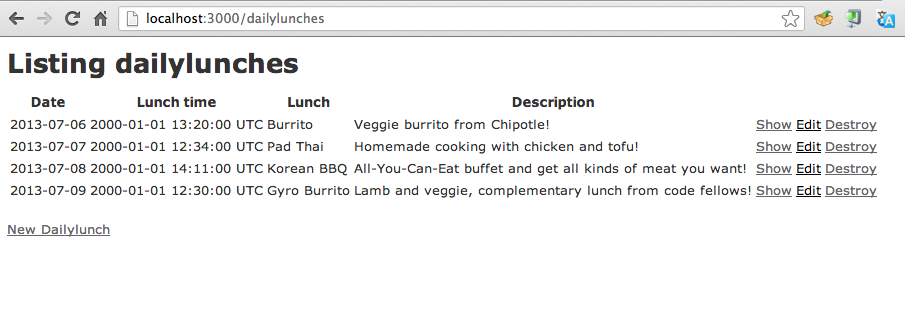 localhost:3000/dailylunches
Listing dailylunches
Date Lunch time Lunch Description
2013-07-06 2000-01-01 13:20:00 UTC Burrito Veggie burrito from Chipotle! Show Edit Destroy
2013-07-07 2000-01-01 12:34:00 UTC Pad Thai Homemade cooking with chicken and tofu! Show Edit Destroy
2013-07-08 2000-01-01 14:11:00 UTC Korean BBQ All-You-Can-Eat buffet and get all kinds of meat you want! Show Edit Destroy
2013-07-09 2000-01-01 12:30:00 UTC Gyro Burrito Lamb and veggie, complementary lunch from code fellows! Show Edit Destroy
New Dailylunch